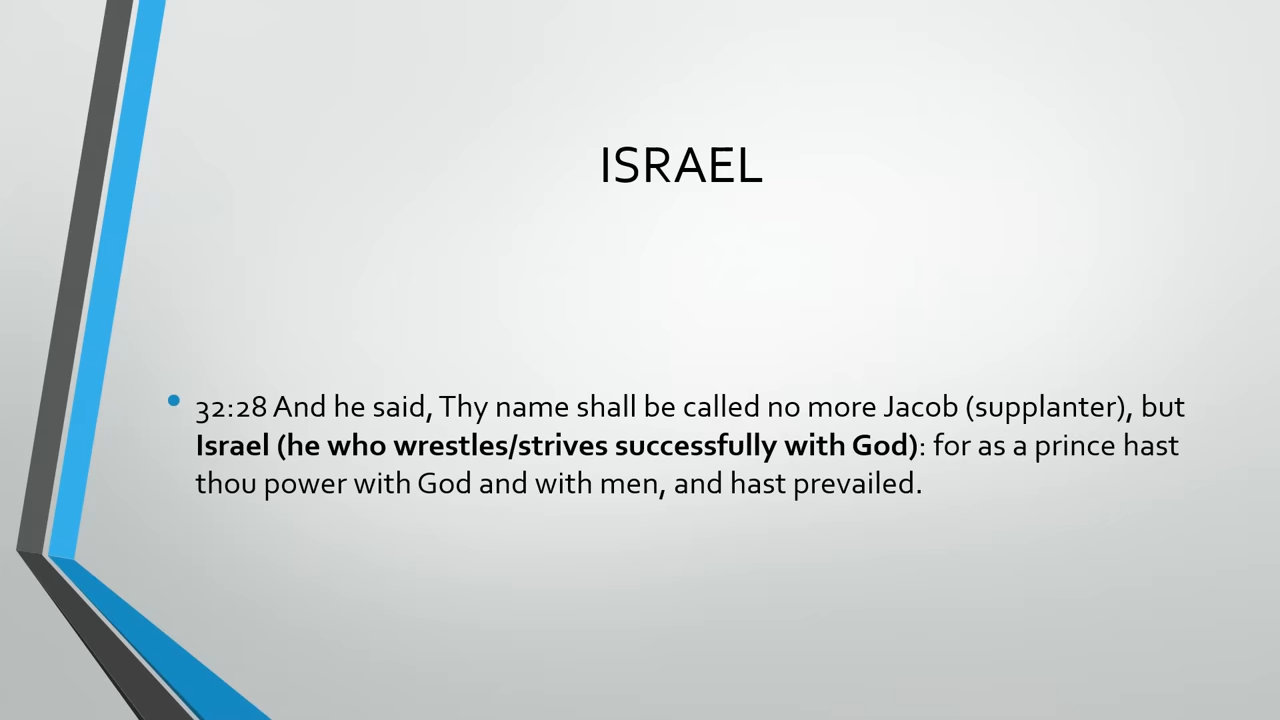 ISRAEL
• 32:28 And he said, Thy name shall be called no more Jacob (supplanter), but
Israel (he who wrestles/strives successfully with God): for as a prince hast
thou power with God and with men, and hast prevailed.